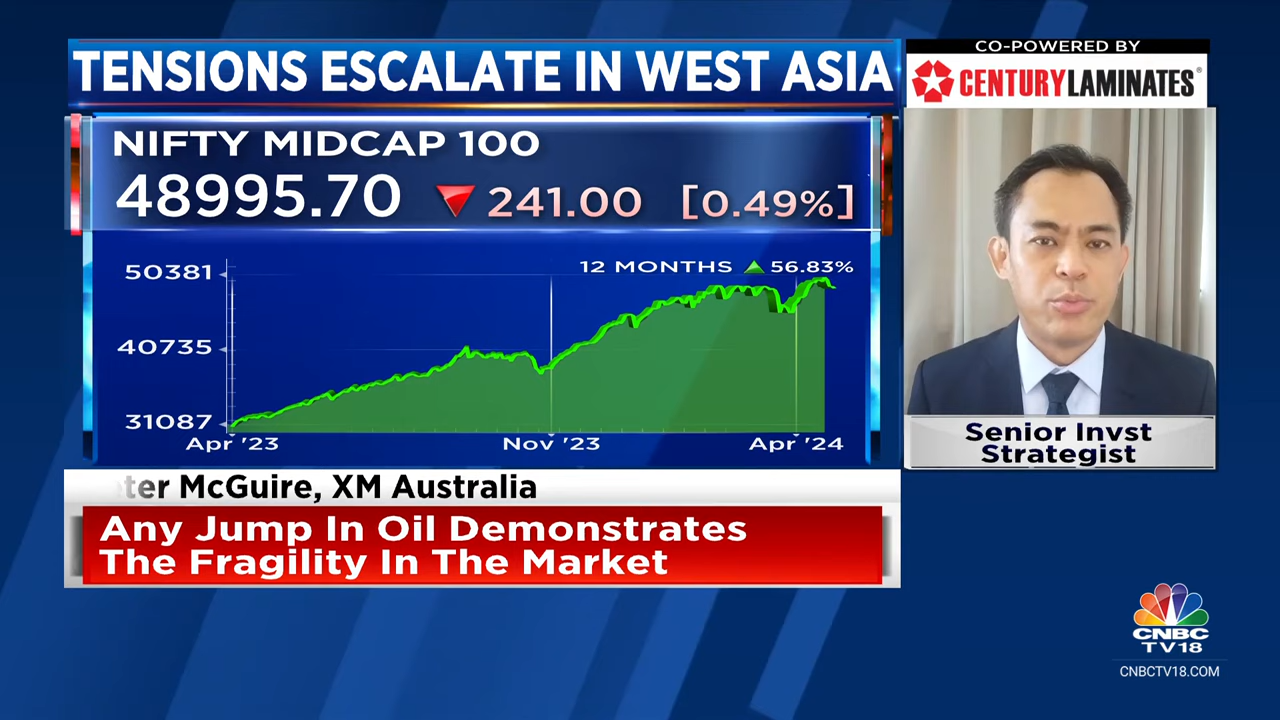 TENSIONS ESCALATE IN WEST ASIA
CO-POWERED BY
CENTURYLAMINATES®
NIFTY MIDCAP 100
48995.70 ▼ 241.00 [0.49%]
12 MONTHS ▲ 56.83%
50381
40735
31087
Apr '23 Nov '23 Apr '24
Senior Invst
Strategist
ter McGuire, XM Australia
Any Jump In Oil Demonstrates
The Fragility In The Market
CNBC
TV18
CNBCTV18.COM